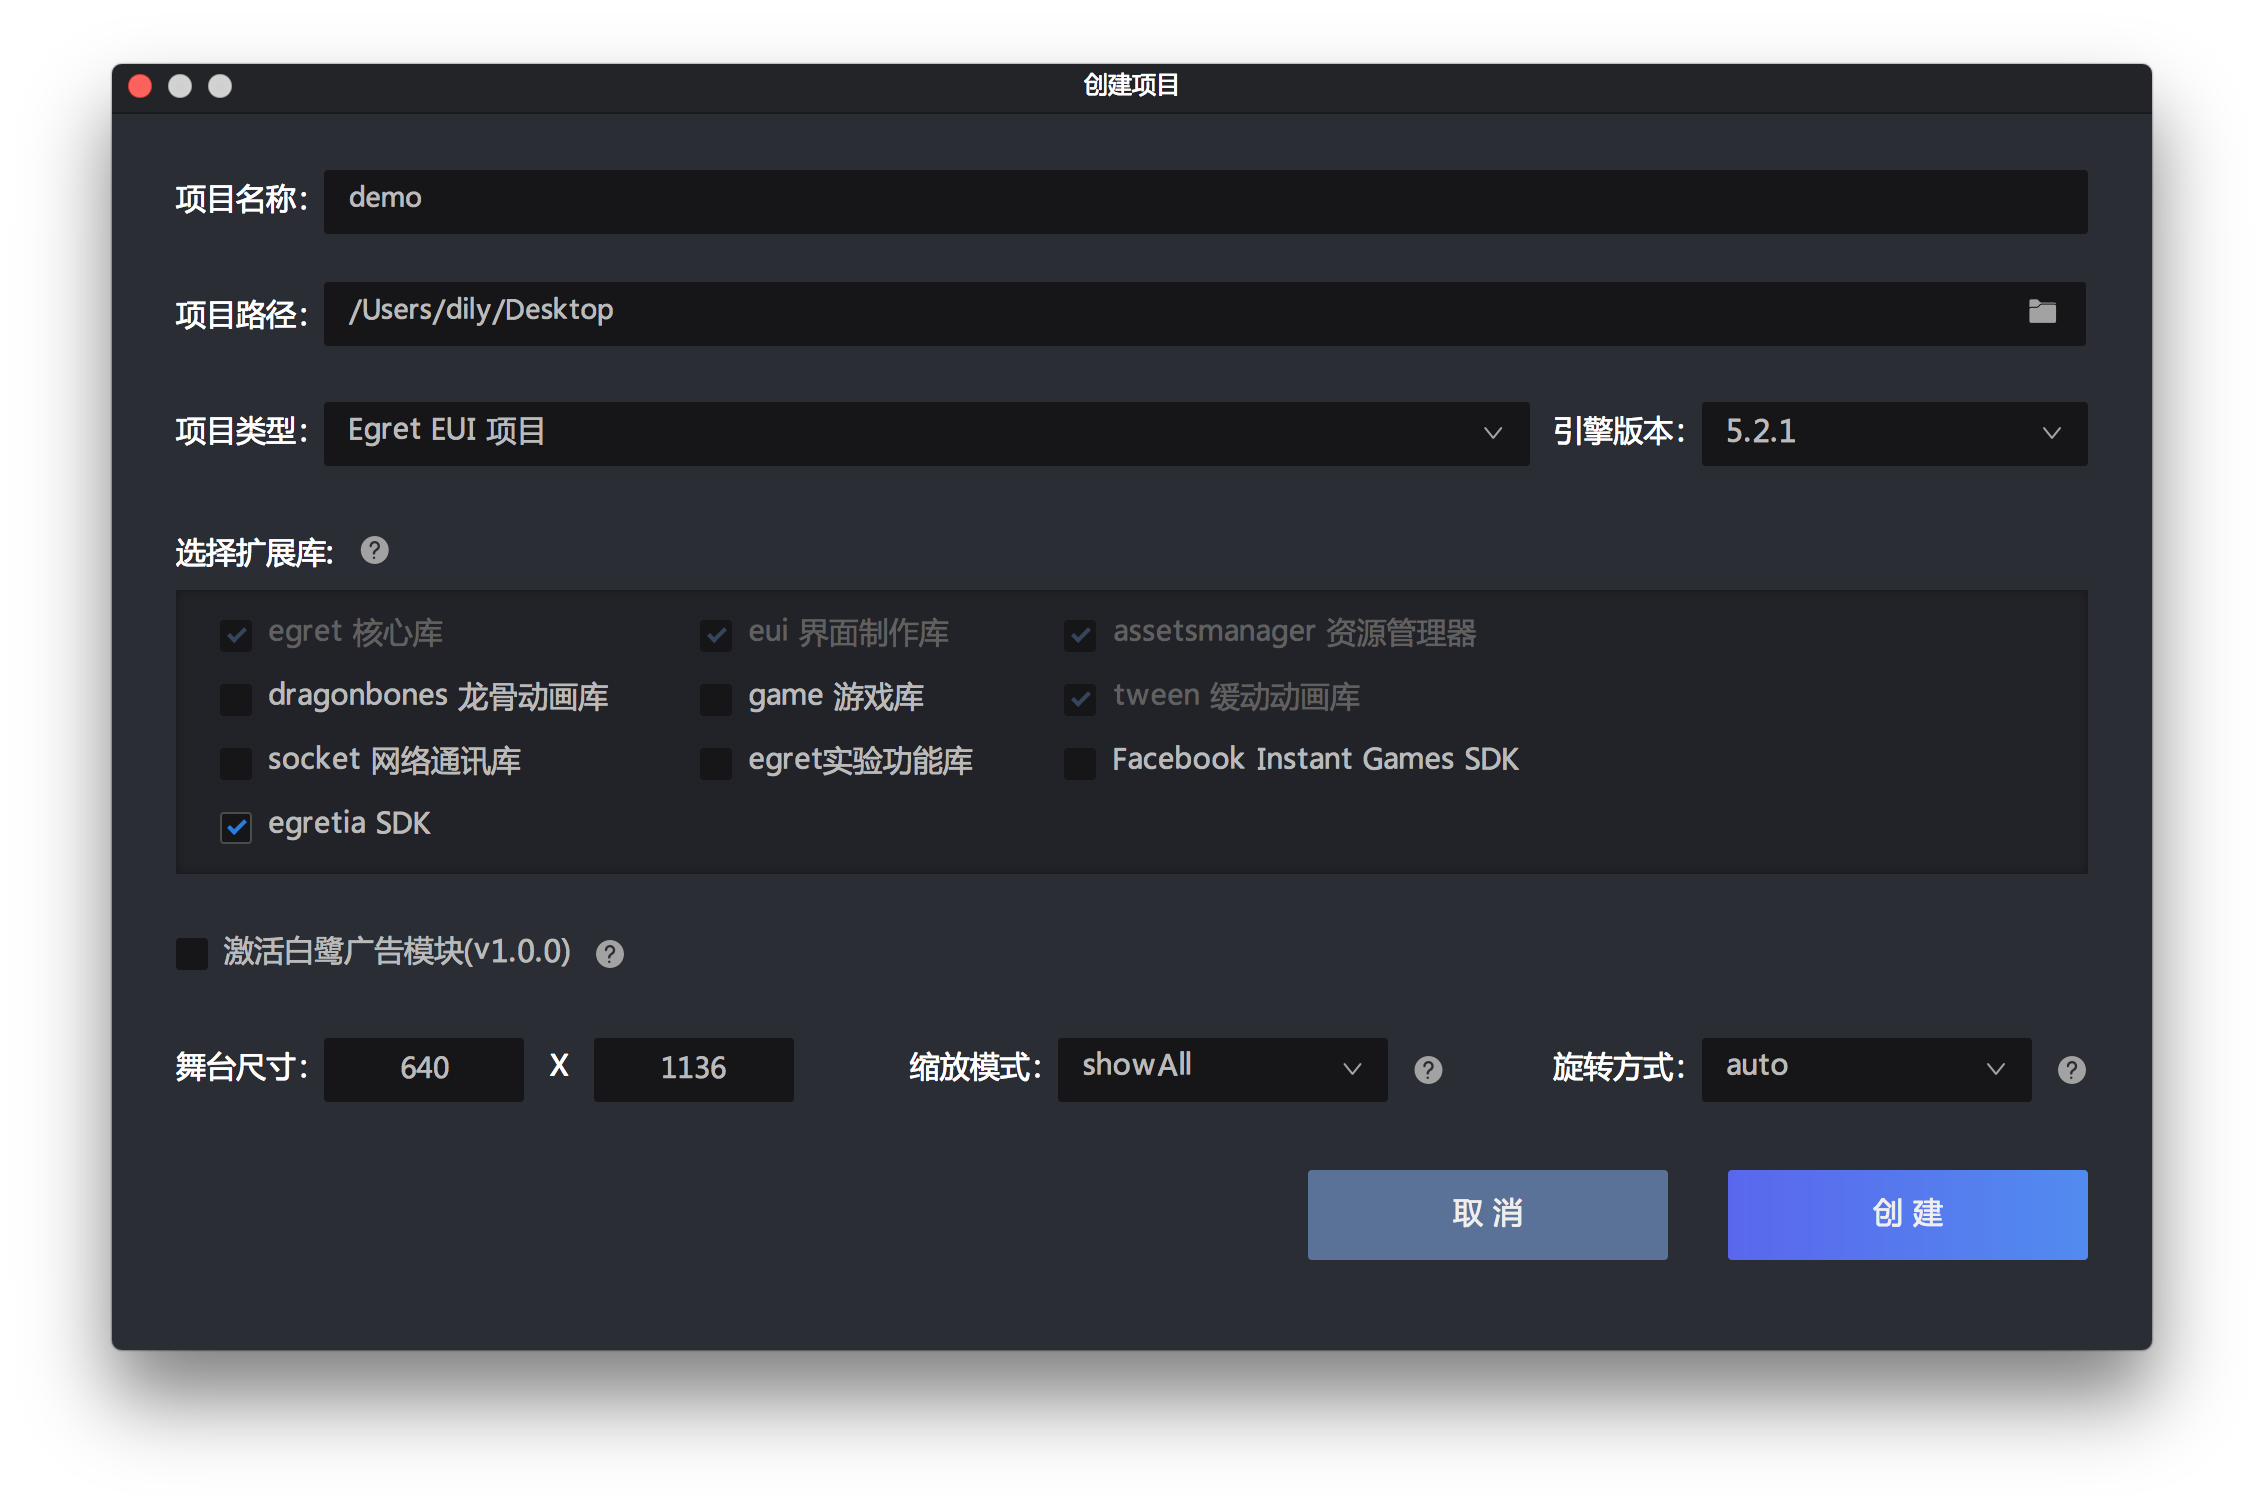 创建项目
项目名称: demo
项目路径: /Users/dily/Desktop
项目类型: Egret EUI 项目 引擎版本: 5.2.1
选择扩展库: ?
egret 核心库 eui 界面制作库 assetsmanager 资源管理器
dragonbones 龙骨动画库 game 游戏库 tween 缓动动画库
socket 网络通讯库 egret实验功能库 Facebook Instant Games SDK
egretia SDK
激活白鹭广告模块(v1.0.0) ?
舞台尺寸: 640 X 1136 缩放模式: showAll ? 旋转方式: auto ?
取消 创建